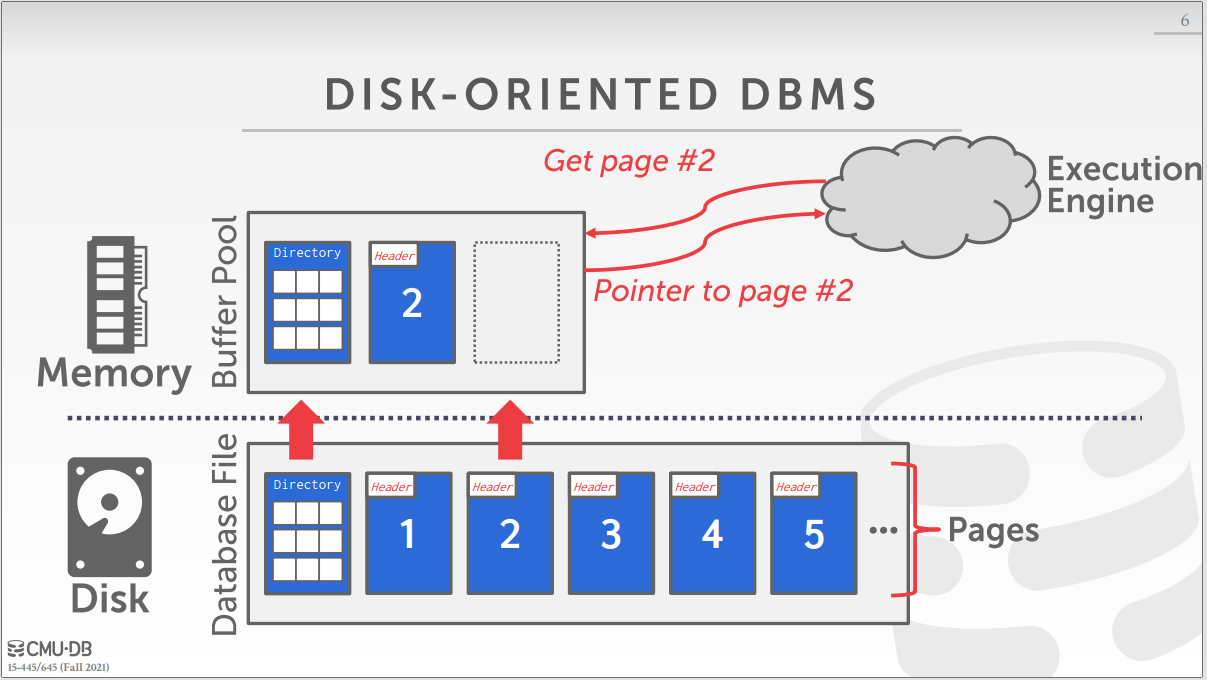 6
DISK-ORIENTED DBMS
Get page #2
Execution
Engine
Buffer Pool
Directory
Header
2
Pointer to page #2
Memory
Database File
Directory
Header
1
Header
2
Header
3
Header
4
Header
5
...
Pages
Disk
CMU·DB
15-445/645 (Fall 2021)